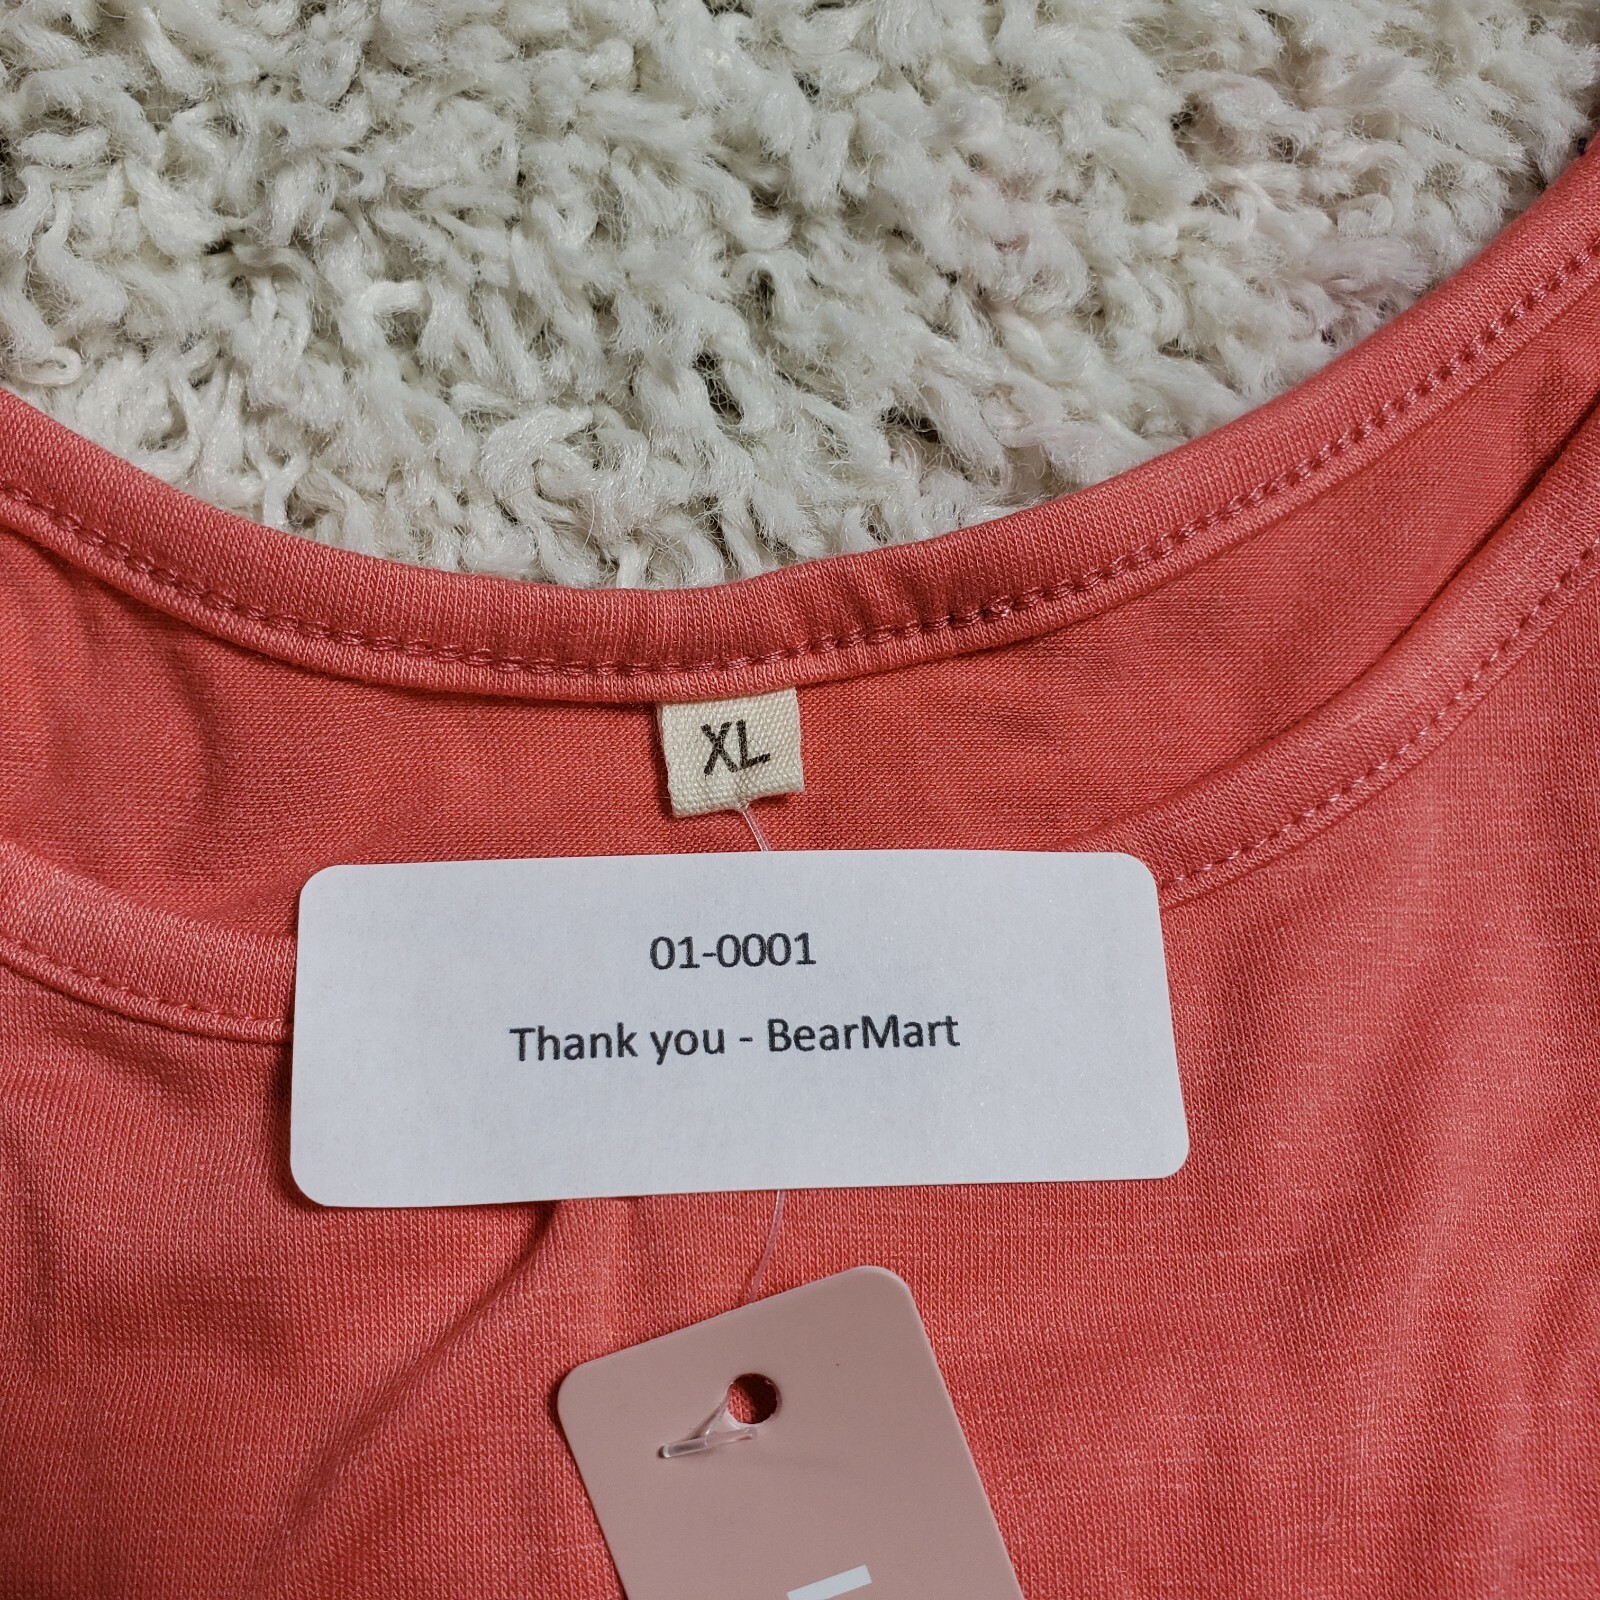 XL
01-0001
Thank you - BearMart